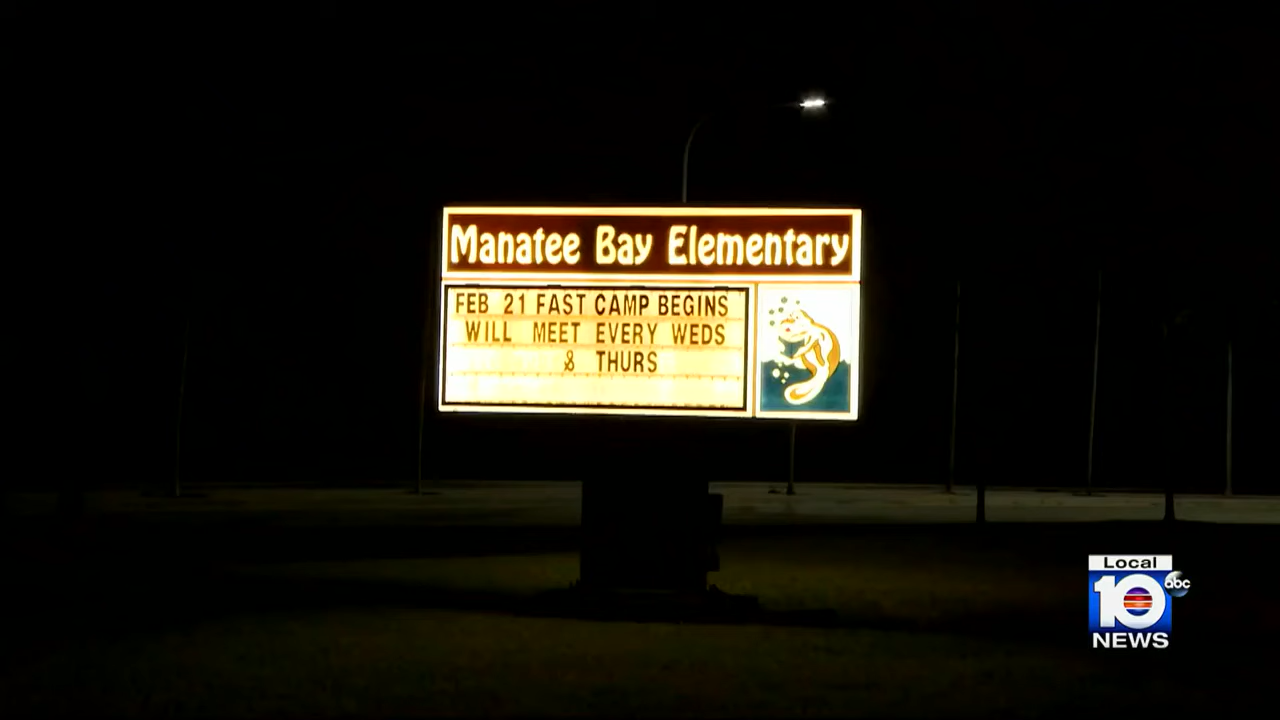 Manatee Bay Elementary
FEB 21 FAST CAMP BEGINS
WILL MEET EVERY WEDS
& THURS
Local
10
abc
NEWS